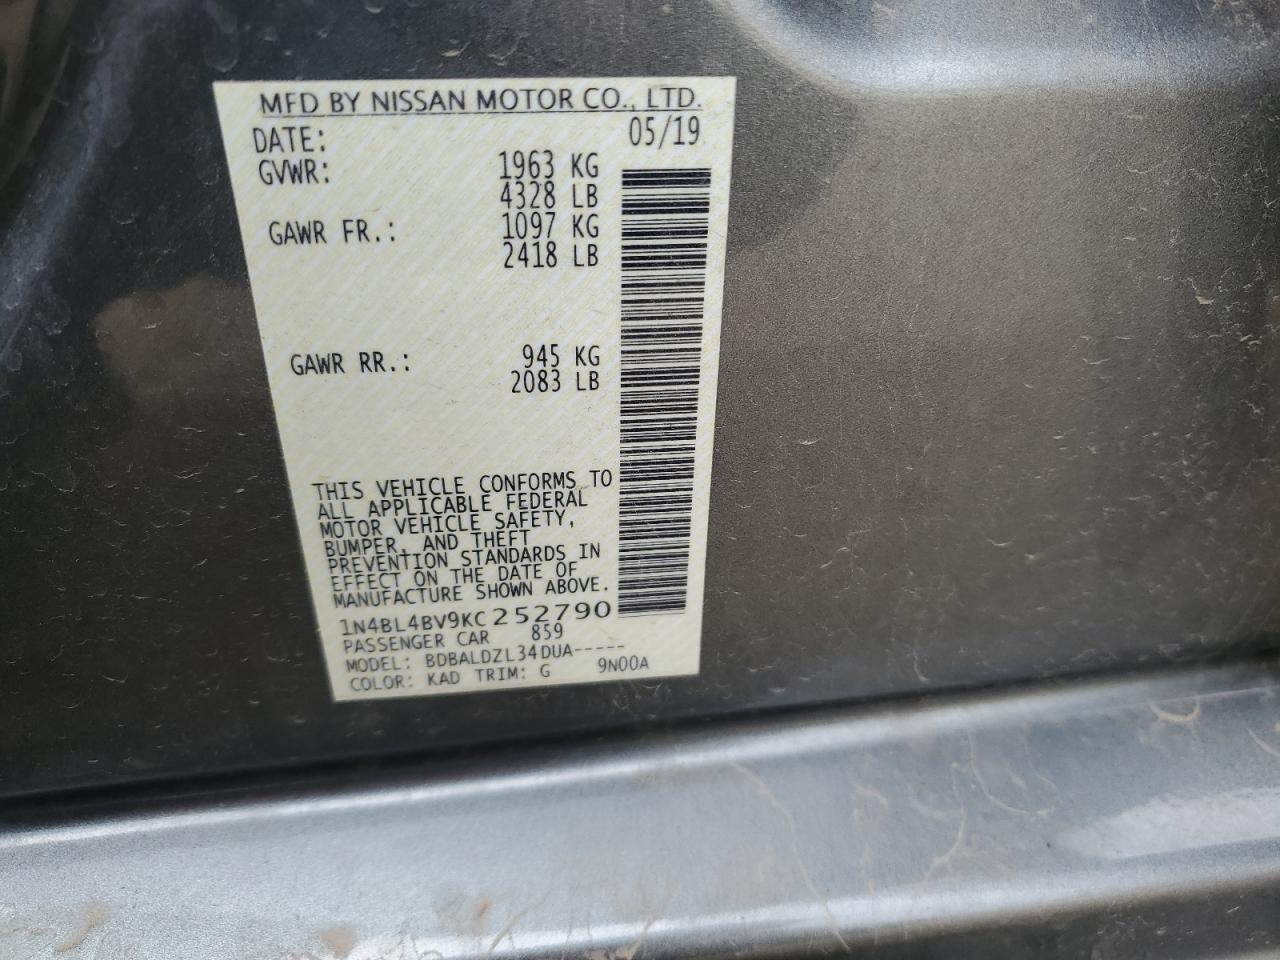 MFD BY NISSAN MOTOR CO., LTD.
DATE: 05/19
GVWR: 1963 KG
4328 LB
GAWR FR.: 1097 KG
2418 LB
GAWR RR.: 945 KG
2083 LB
THIS VEHICLE CONFORMS TO
ALL APPLICABLE FEDERAL
MOTOR VEHICLE SAFETY,
BUMPER, AND THEFT
PREVENTION STANDARDS IN
EFFECT ON THE DATE OF
MANUFACTURE SHOWN ABOVE.
1N4BL4BV9KC252790
PASSENGER CAR 859
MODEL: BDBALDZL34DUA-----
COLOR: KAD TRIM: G 9N00A